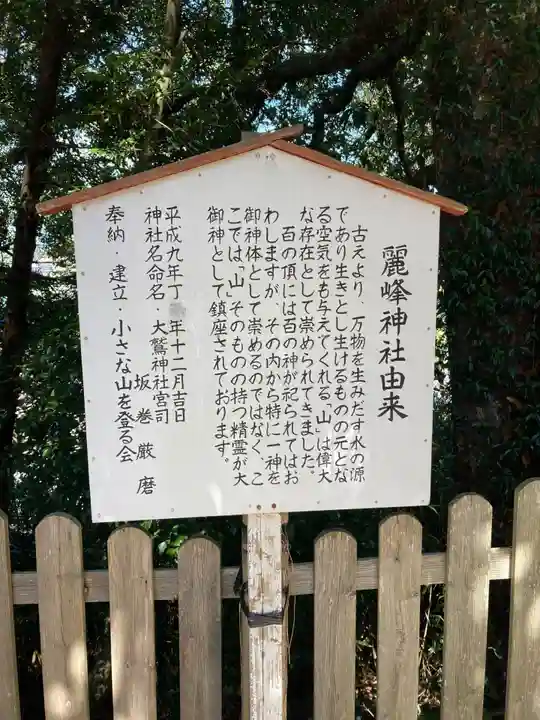 麗峰神社由来
古えより、万物を生みだす水の源
であり生きとし生けるものの元とな
る空気をも与えてくれる「山」は偉大
な存在として崇められてきました。
百の頂には百の神が祀られてはお
わしますが、その内から特に一神を
御神体として崇めるのではなく、こ
こでは「山」そのものの持つ精霊が大
御神として鎮座されております。
平成九年丁 年十二月吉日
神社名命名・大鷲神社宮司
坂巻厳磨
奉納・建立・小さな山を登る会